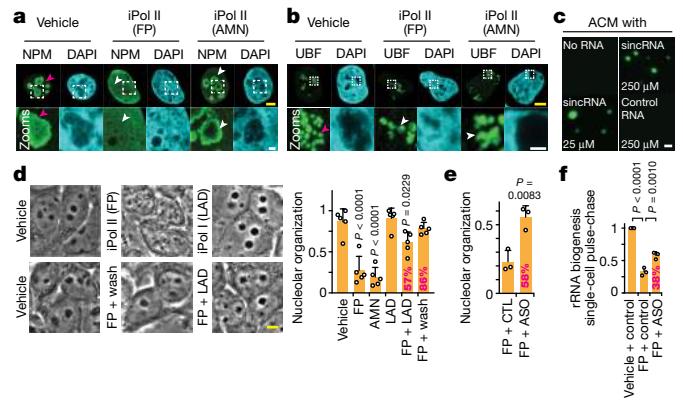 a
Vehicle
iPol II
(FP)
iPol II
(AMN)
NPM DAPI NPM DAPI NPM DAPI
Zooms
b
Vehicle
iPol II
(FP)
iPol II
(AMN)
UBF DAPI UBF DAPI UBF DAPI
Zooms
c
ACM with
No RNA
sincRNA
250 μM
sincRNA
25 μM
Control
RNA
250 μM
d
Vehicle
iPol II (FP)
iPol I (LAD)
Vehicle
FP + wash
FP + LAD
Nucleolar organization
1
0.5
0
P < 0.0001
P < 0.0001
P = 0.0229
57%
86%
Vehicle
FP
AMN
LAD
FP + LAD
FP + wash
e
Nucleolar organization
0.5
0
P =
0.0083
58%
FP + CTL
FP + ASO
f
rRNA biogenesis
single-cell pulse-chase
1
0.5
0
P < 0.0001
P = 0.0010
38%
Vehicle + control
FP + control
FP + ASO